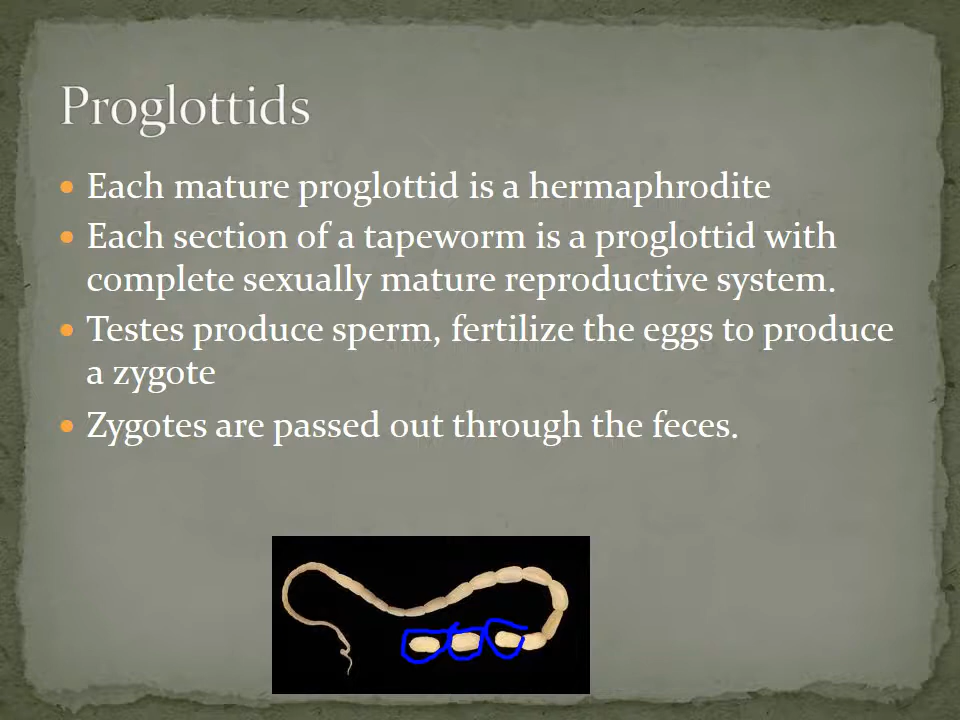 Proglottids
Each mature proglottid is a hermaphrodite
Each section of a tapeworm is a proglottid with
complete sexually mature reproductive system.
Testes produce sperm, fertilize the eggs to produce
a zygote
Zygotes are passed out through the feces.